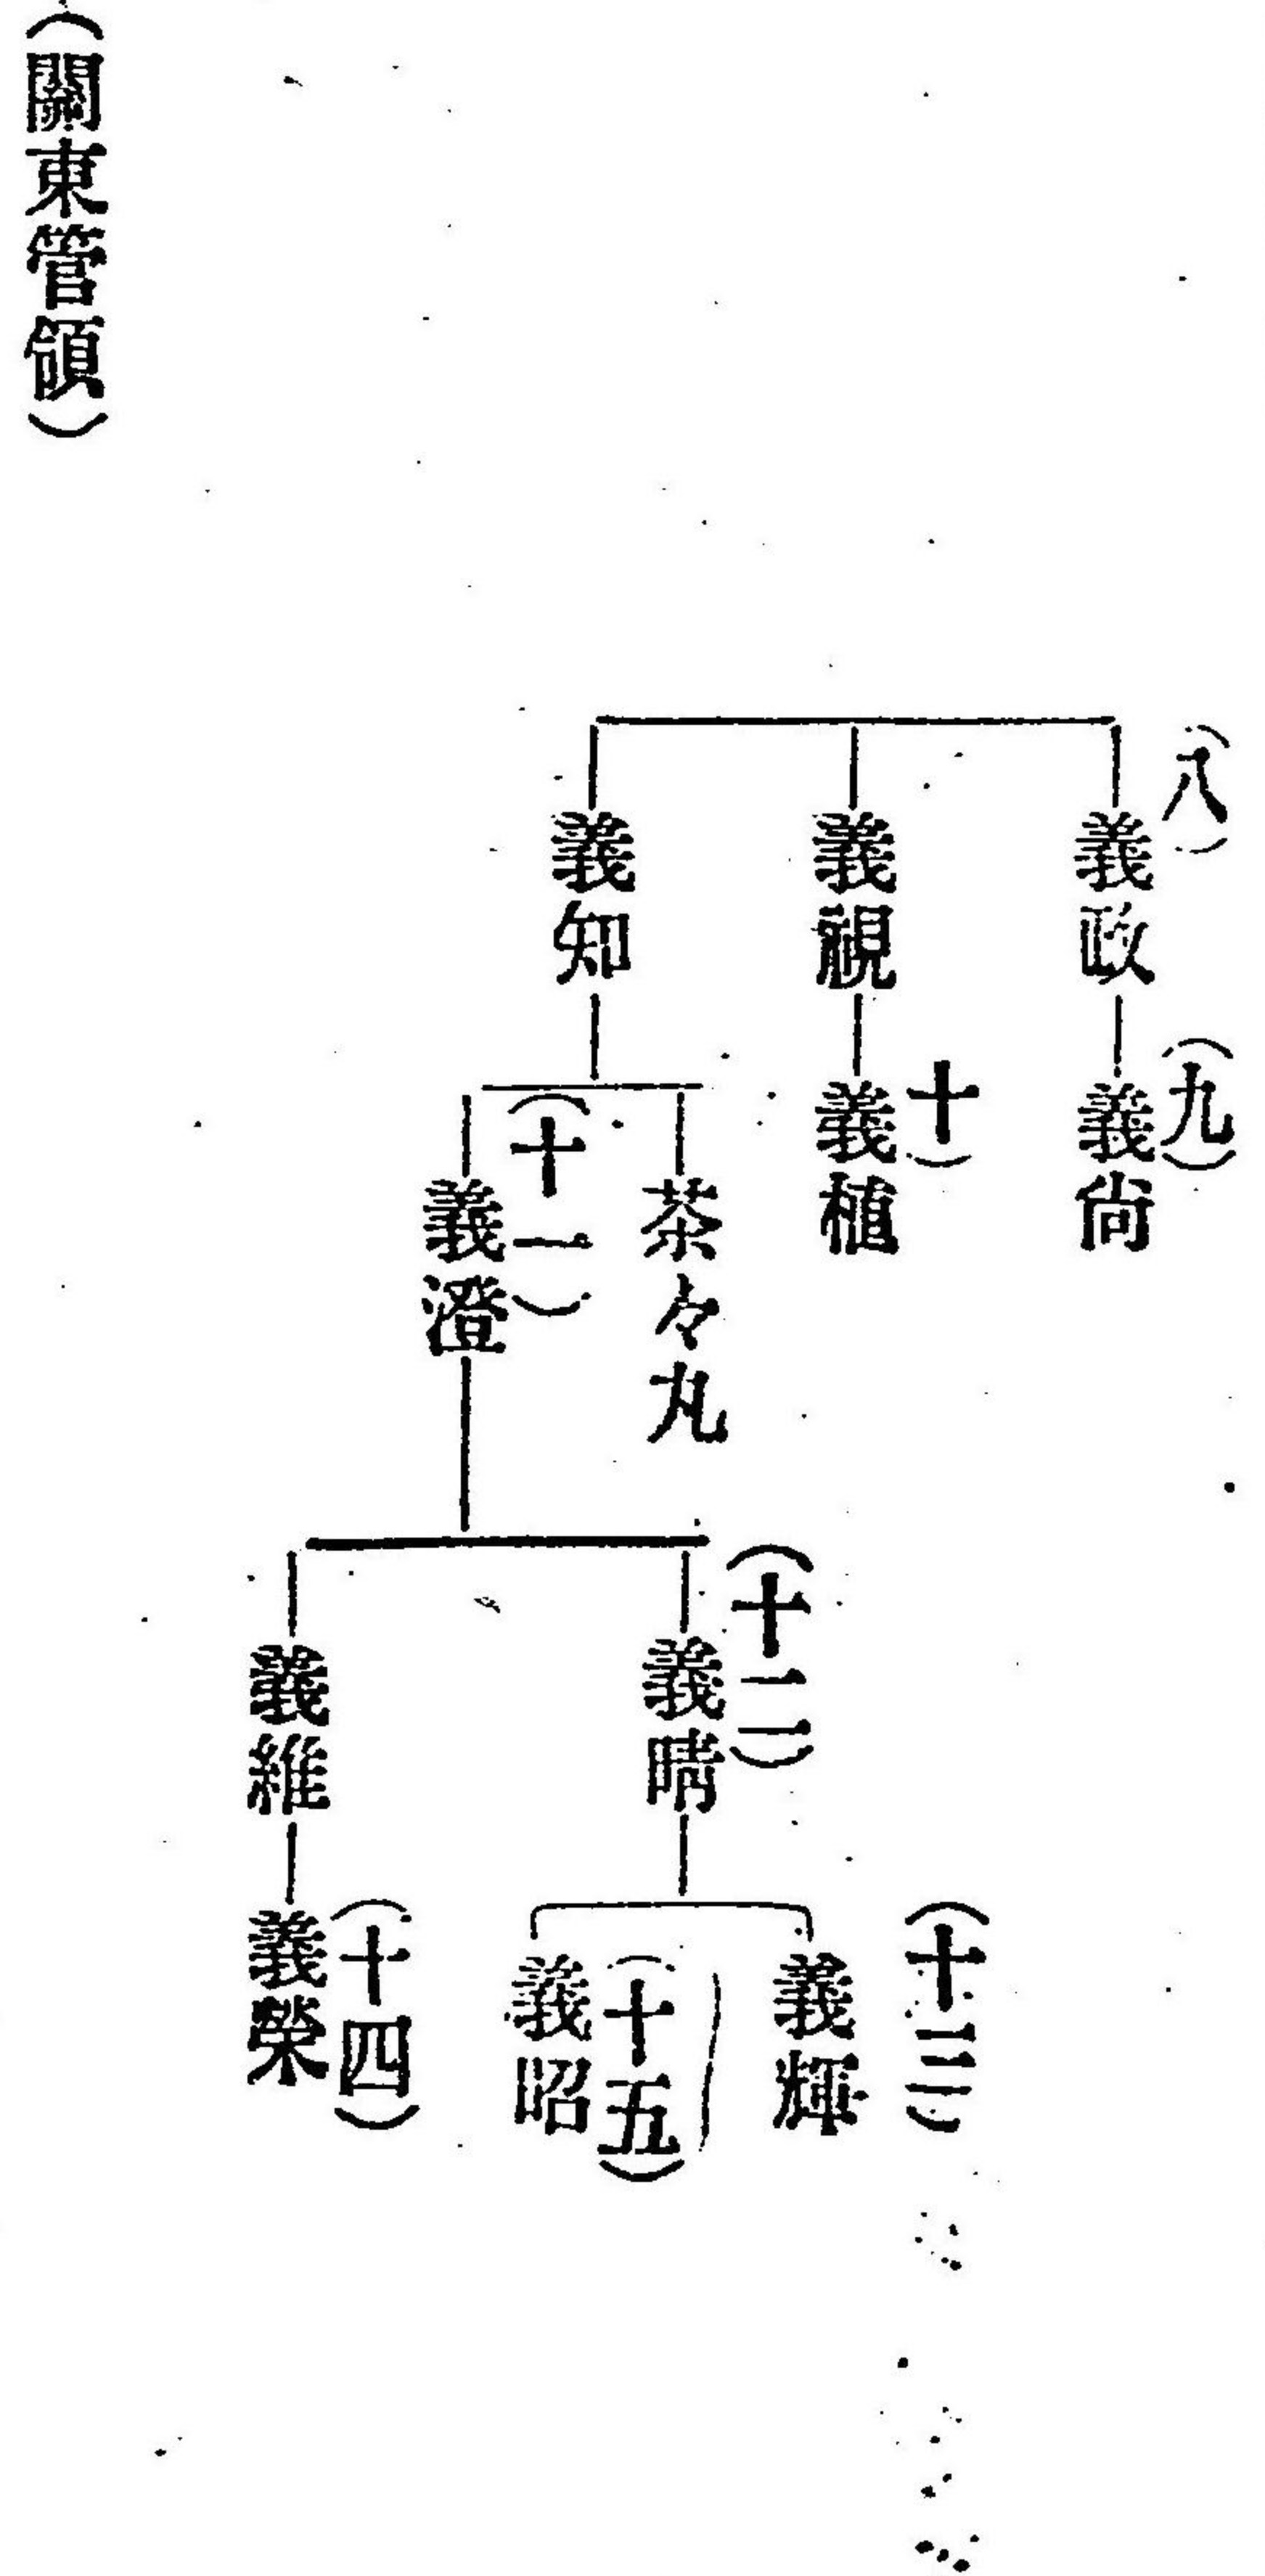 （八）
義政
（九）
義尙
義視
十）
義植
義知
茶々丸
（十一）
義澄
（十二）
義晴
（十三）
義輝
（十五）
義昭
義維
（十四）
義榮
（關東管領）